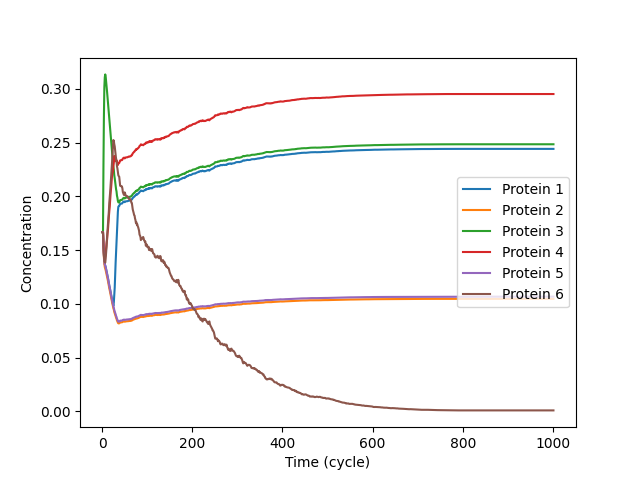 0.30
0.25
0.20
0.15
0.10
0.05
0.00
Concentration
Protein 1
Protein 2
Protein 3
Protein 4
Protein 5
Protein 6
0
200
400
600
800
1000
Time (cycle)